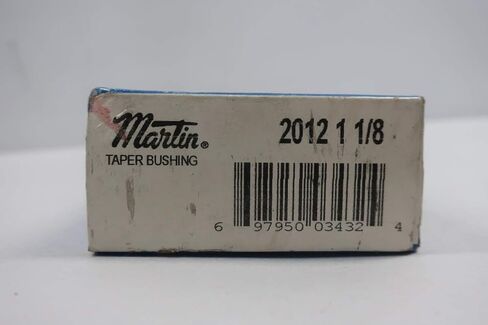 Martin®
TAPER BUSHING
2012 1 1/8
6 97950 03432 4